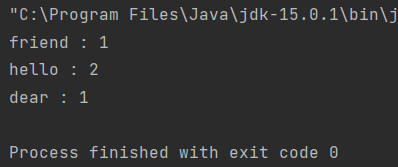 "C:\Program Files\Java\jdk-15.0.1\bin\j
friend : 1
hello : 2
dear : 1
Process finished with exit code 0